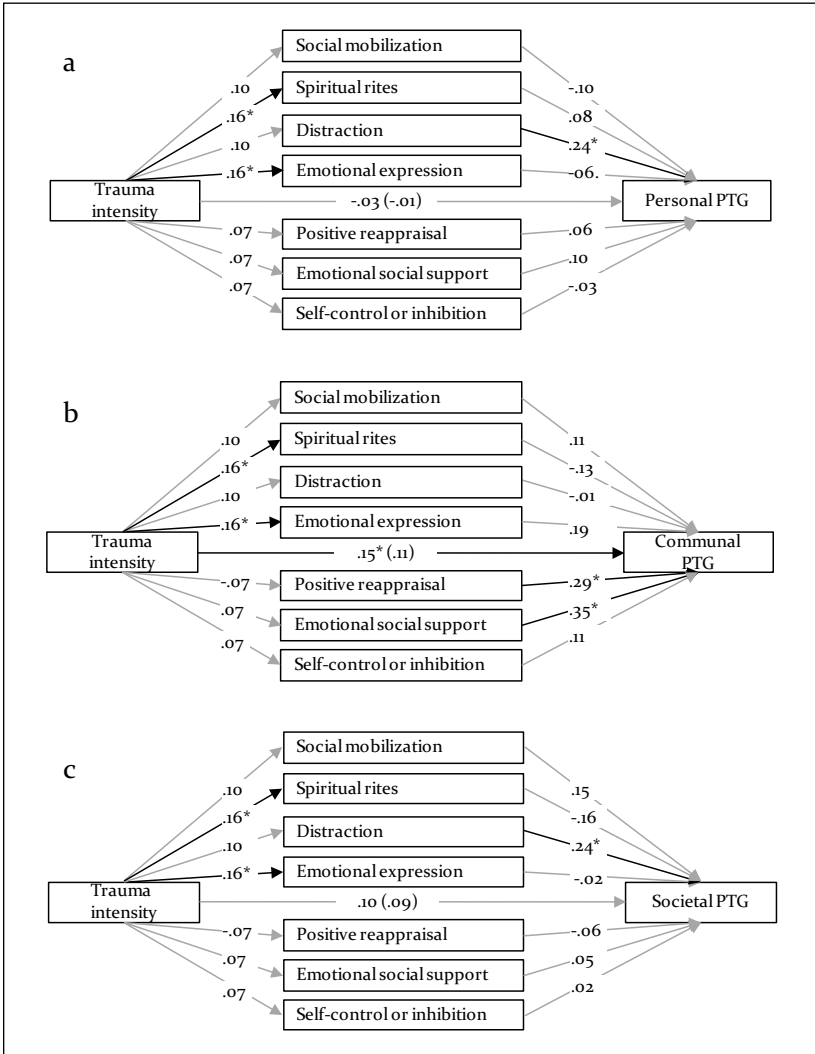 a
Social mobilization
Spiritual rites
Distraction
Emotional expression
Trauma
intensity
Personal PTG
Positive reappraisal
Emotional social support
Self-control or inhibition
.10
.16*
.10
.16*
-.03 (-.01)
.07
.07
.07
-.10
.08
.24*
-06.
.06
.10
-.03
b
Social mobilization
Spiritual rites
Distraction
Emotional expression
Trauma
intensity
Communal
PTG
Positive reappraisal
Emotional social support
Self-control or inhibition
.10
.16*
.10
.16*
.15* (.11)
-.07
.07
.07
.11
-.13
-.01
.19
.29*
.35*
.11
c
Social mobilization
Spiritual rites
Distraction
Emotional expression
Trauma
intensity
Societal PTG
Positive reappraisal
Emotional social support
Self-control or inhibition
.10
.16*
.10
.16*
.10 (.09)
-.07
.07
.07
.15
-.16
.24*
-.02
-.06
.05
.02